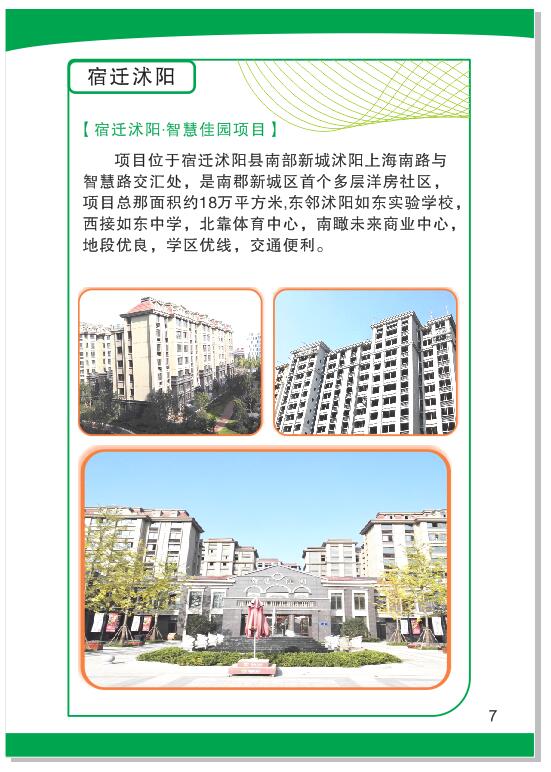 宿迁沭阳
【宿迁沭阳·智慧佳园项目】
项目位于宿迁沭阳县南部新城沭阳上海南路与
智慧路交汇处，是南郡新城区首个多层洋房社区，
项目总那面积约18万平方米,东邻沭阳如东实验学校，
西接如东中学，北靠体育中心，南瞰未来商业中心，
地段优良，学区优线，交通便利。
7